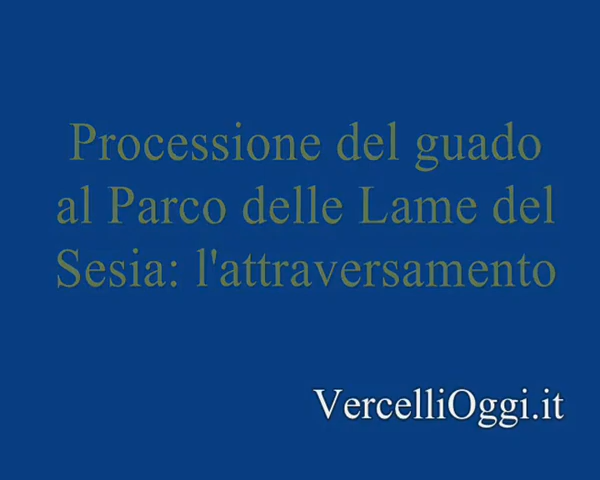 Processione del guado
al Parco delle Lame del
Sesia: l'attraversamento
VercelliOggi.it